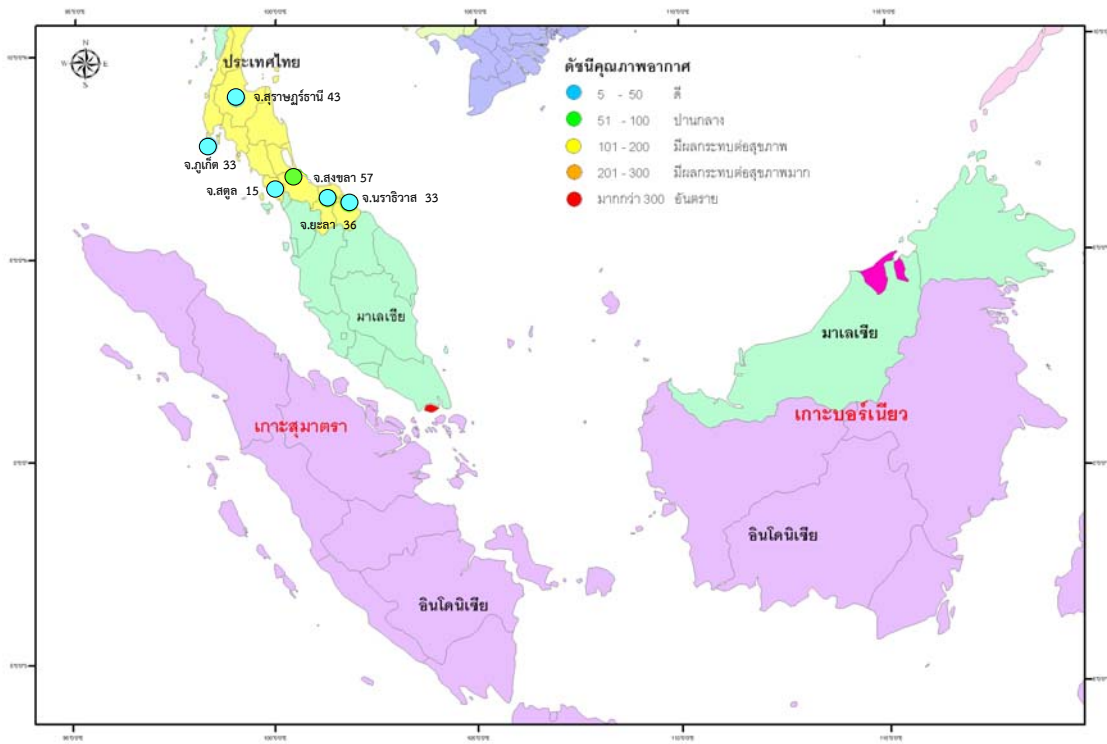 N
W
E
S
ประเทศไทย
จ.สุราษฎร์ธานี 43
จ.ภูเก็ต 33
จ.สงขลา 57
จ.สตูล 15
จ.นราธิวาส 33
จ.ยะลา 36
ดัชนีคุณภาพอากาศ
5 - 50 ดี
51 - 100 ปานกลาง
101 - 200 มีผลกระทบต่อสุขภาพ
201 - 300 มีผลกระทบต่อสุขภาพมาก
มากกว่า 300 อันตราย
มาเลเซีย
มาเลเซีย
เกาะสุมาตรา
เกาะบอร์เนียว
อินโดนิเซีย
อินโดนิเซีย